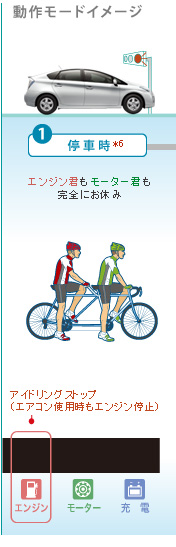 動作モードイメージ
1
停車時*6
エンジン君もモーター君も
完全にお休み
アイドリングストップ
(エアコン使用時もエンジン停止)
エンジン
モーター
充電